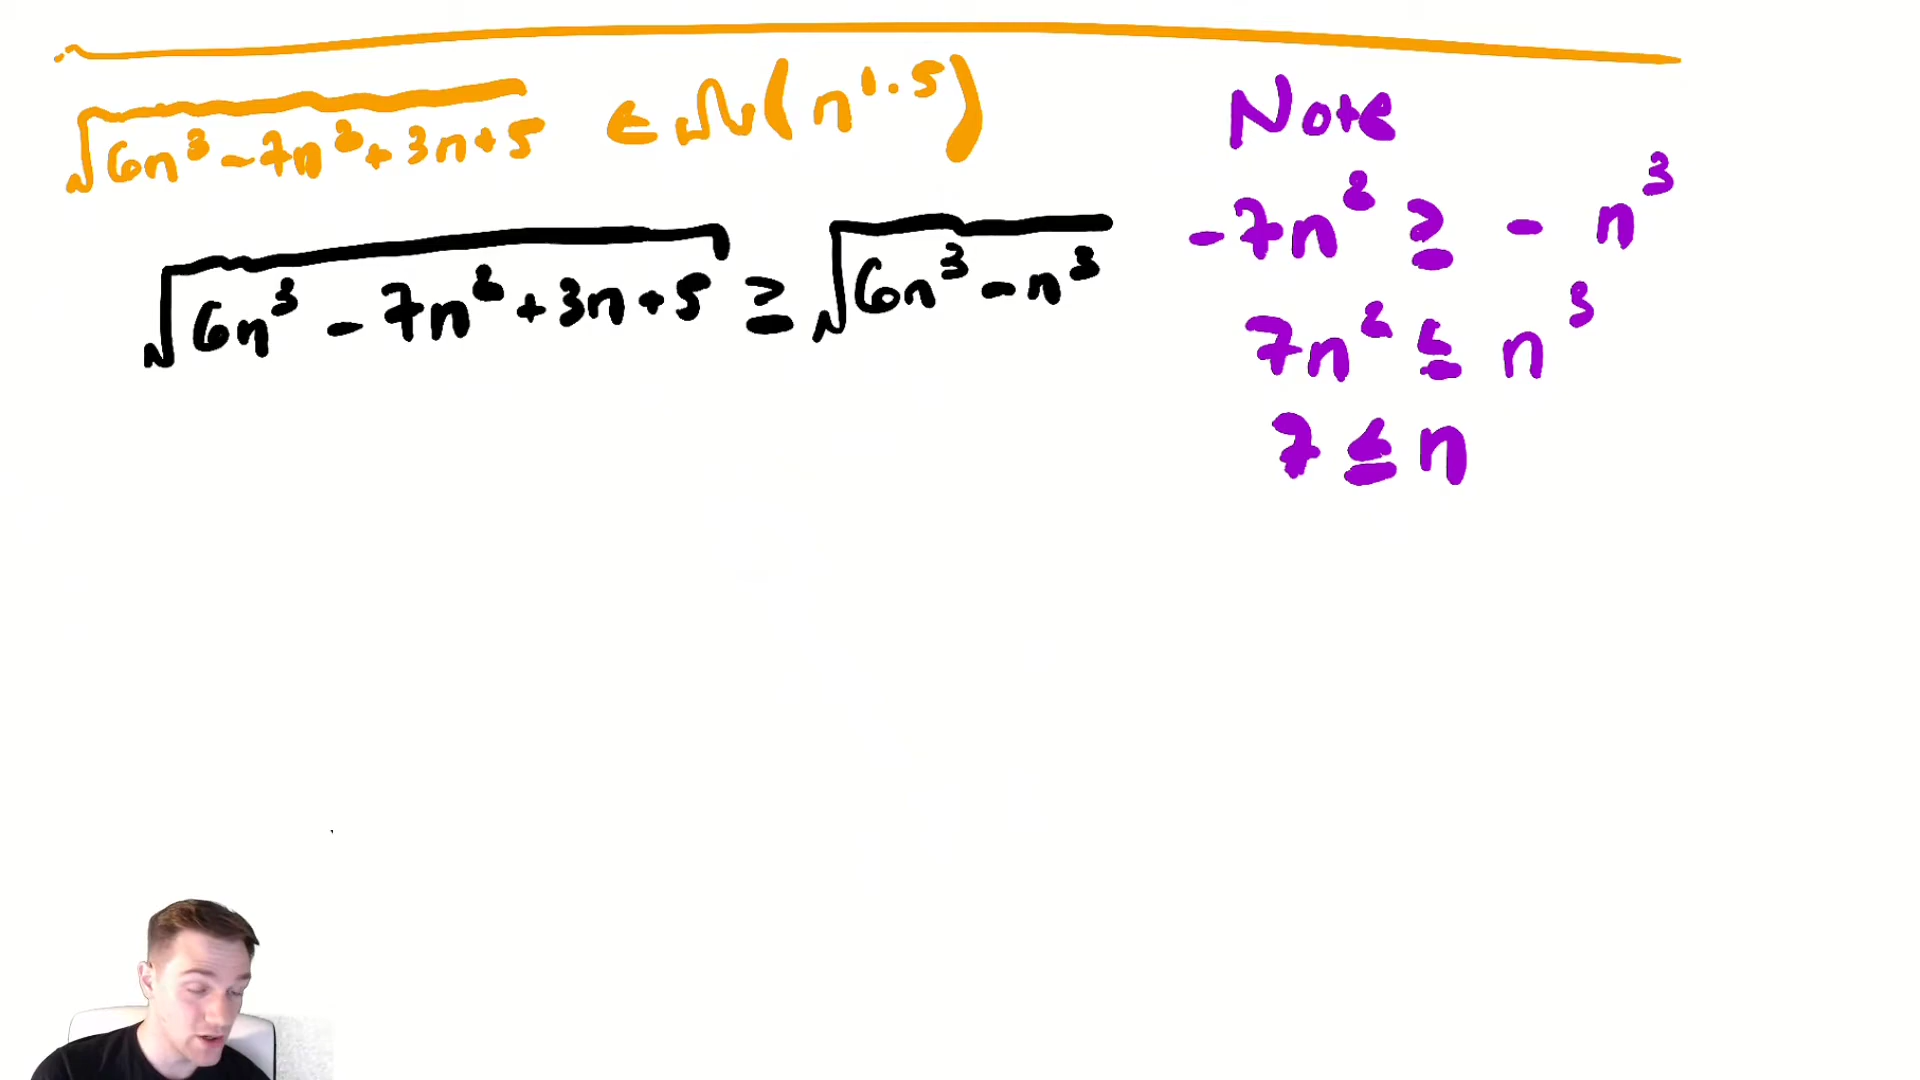 √(6n³ - 7n² + 3n + 5) ∈ Ω(n^1.5)
√(6n³ - 7n² + 3n + 5) ≥ √(6n³ - n³)
Note
-7n² ≥ - n³
7n² ≤ n³
7 ≤ n